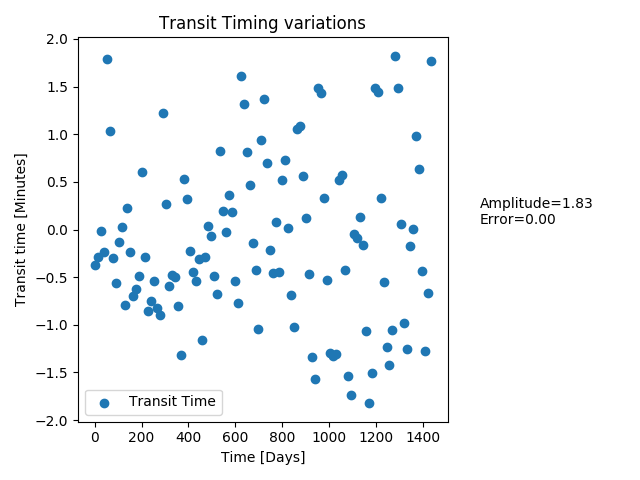 Transit Timing variations
2.0
1.5
1.0
0.5
0.0
−0.5
−1.0
−1.5
−2.0
Transit time [Minutes]
Amplitude=1.83
Error=0.00
Transit Time
0 200 400 600 800 1000 1200 1400
Time [Days]